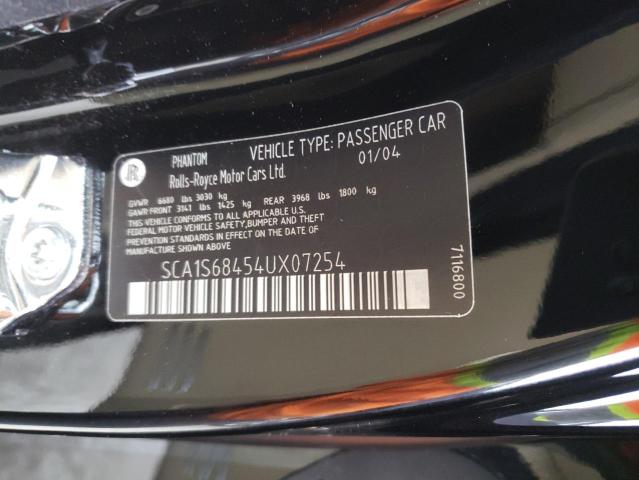 RR
PHANTOM VEHICLE TYPE: PASSENGER CAR
Rolls-Royce Motor Cars Ltd. 01/04
GVWR 6680 lbs 3030 kg
GAWR:FRONT 3141 lbs 1425 kg REAR 3968 lbs 1800 kg
THIS VEHICLE CONFORMS TO ALL APPLICABLE U.S.
FEDERAL MOTOR VEHICLE SAFETY,BUMPER AND THEFT
PREVENTION STANDARDS IN EFFECT ON THE DATE OF
MANUFACTURE SHOWN ABOVE.
SCA1S68454UX07254
7116800